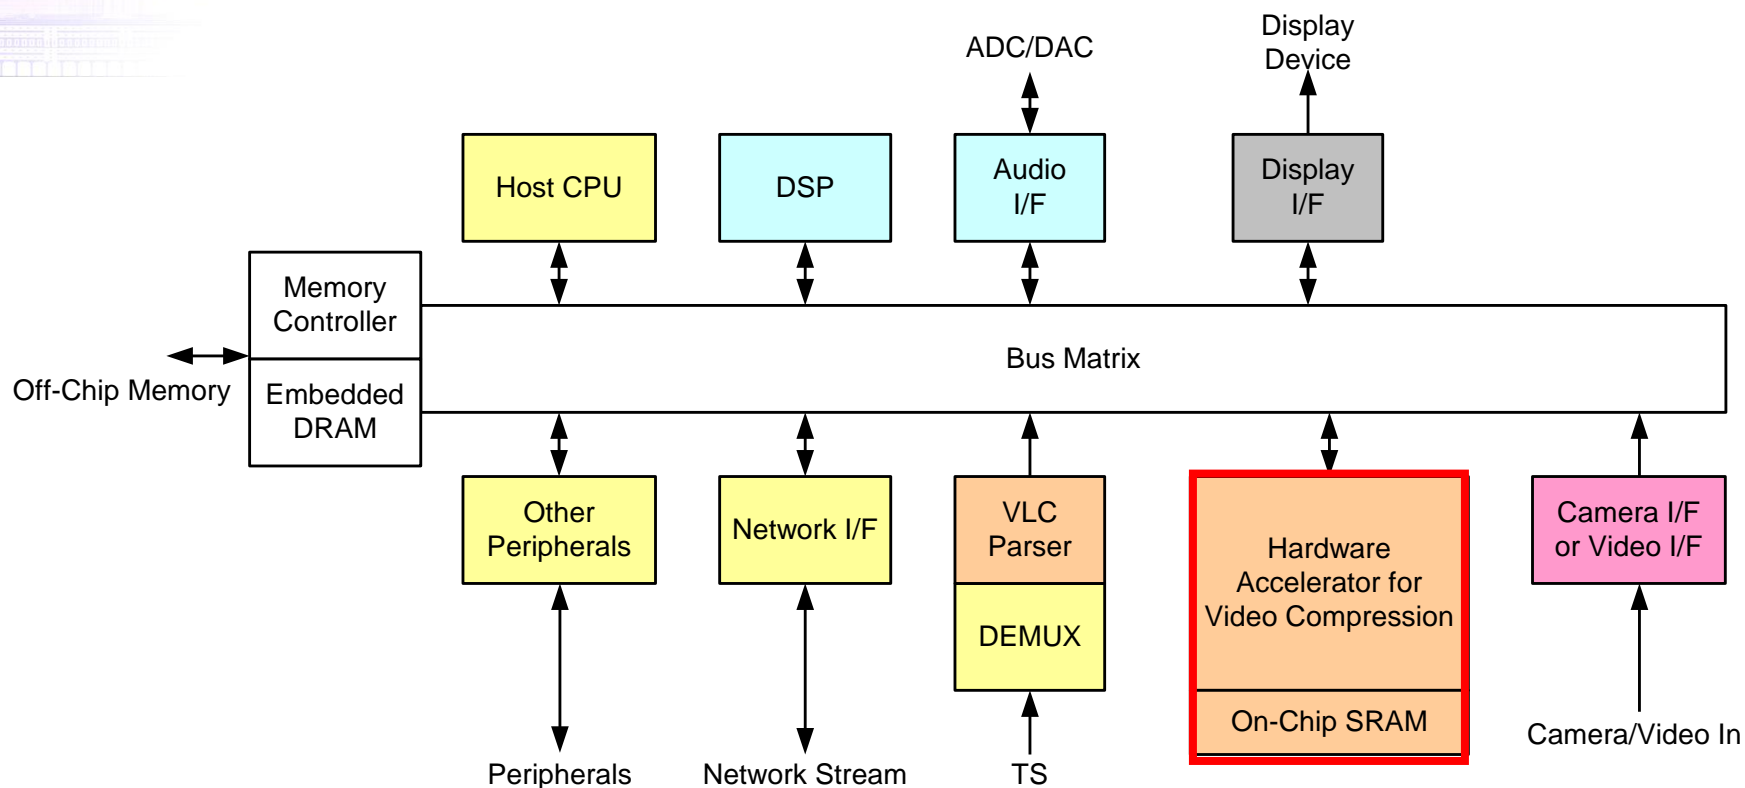 Display
Device
ADC/DAC
Host CPU
DSP
Audio
I/F
Display
I/F
Memory
Controller
Bus Matrix
Off-Chip Memory
Embedded
DRAM
Other
Peripherals
Network I/F
VLC
Parser
DEMUX
Hardware
Accelerator for
Video Compression
On-Chip SRAM
Camera I/F
or Video I/F
Peripherals
Network Stream
TS
Camera/Video In